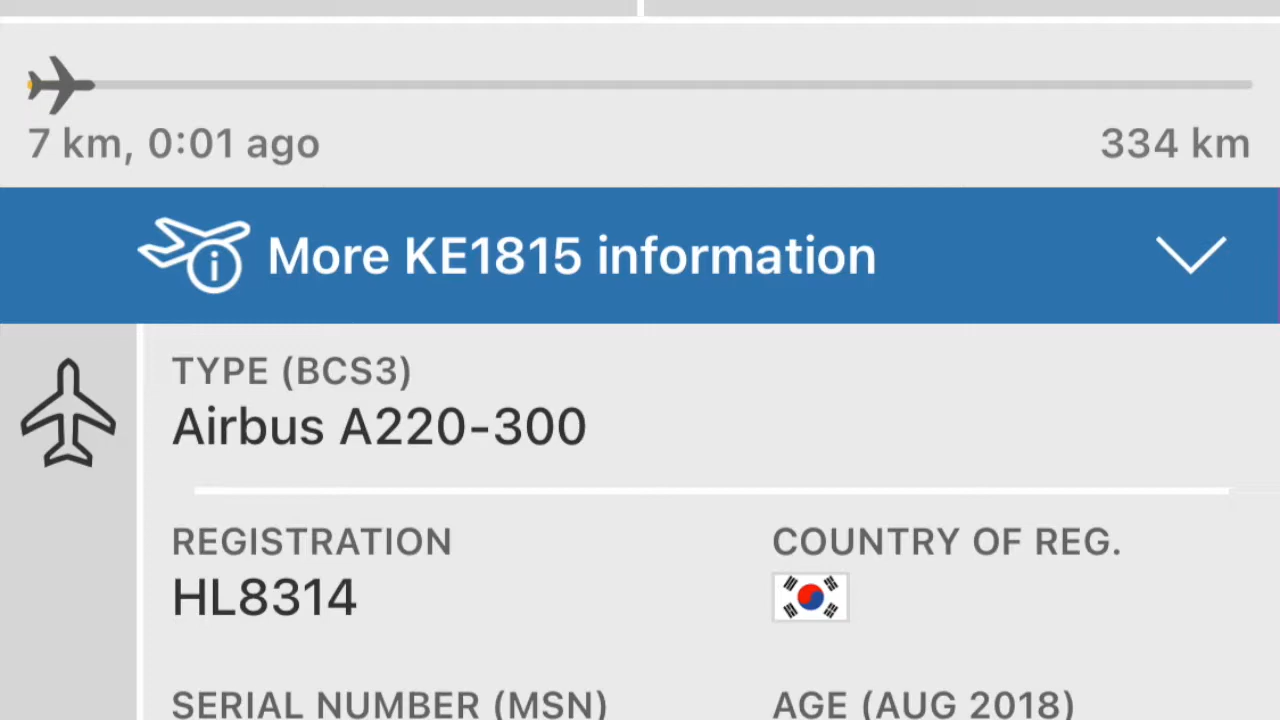 7 km, 0:01 ago 334 km
More KE1815 information
TYPE (BCS3)
Airbus A220-300
REGISTRATION COUNTRY OF REG.
HL8314
SERIAL NUMBER (MSN) AGE (AUG 2018)